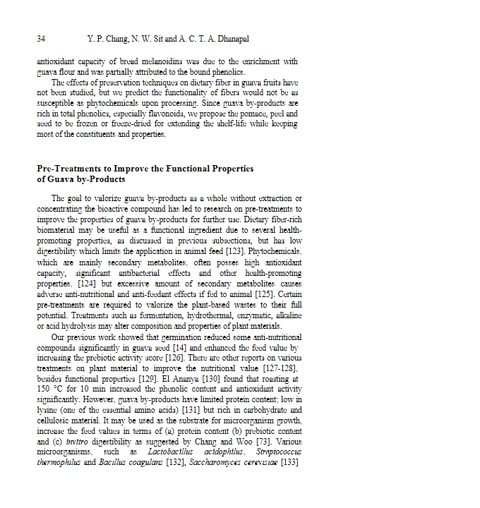 34 Y. P. Chang, N. W. Sit and A. C. T. A. Dhanapal
antioxidant capacity of bread melanoidins was due to the enrichment with
guava flour and was partially attributed to the bound phenolics.
The effects of preservation techniques on dietary fiber in guava fruits have
not been studied, but we predict the functionality of fibers would not be as
susceptible as phytochemicals upon processing. Since guava by-products are
rich in total phenolics, especially flavonoids, we propose the pomace, peel and
seed to be frozen or freeze-dried for extending the shelf-life while keeping
most of the constituents and properties.
Pre-Treatments to Improve the Functional Properties
of Guava by-Products
The goal to valorize guava by-products as a whole without extraction or
concentrating the bioactive compound has led to research on pre-treatments to
improve the properties of guava by-products for further use. Dietary fiber-rich
biomaterial may be useful as a functional ingredient due to several health-
promoting properties, as discussed in previous subsections, but has low
digestibility which limits the application in animal feed [123]. Phytochemicals,
which are mainly secondary metabolites, often posses high antioxidant
capacity, significant antibacterial effects and other health-promoting
properties. [124] but excessive amount of secondary metabolites causes
adverse anti-nutritional and anti-feedant effects if fed to animal [125]. Certain
pre-treatments are required to valorize the plant-based wastes to their full
potential. Treatments such as fermentation, hydrothermal, enzymatic, alkaline
or acid hydrolysis may alter composition and properties of plant materials.
Our previous work showed that germination reduced some anti-nutritional
compounds significantly in guava seed [14] and enhanced the feed value by
increasing the prebiotic activity score [126]. There are other reports on various
treatments on plant material to improve the nutritional value [127-128],
besides functional properties [129]. El Anany [130] found that roasting at
150 °C for 10 min increased the phenolic content and antioxidant activity
significantly. However, guava by-products have limited protein content; low in
lysine (one of the essential amino acids) [131] but rich in carbohydrate and
cellulosic material. It may be used as the substrate for microorganism growth,
increase the feed values in terms of (a) protein content (b) prebiotic content
and (c) invitro digestibility as suggested by Chang and Woo [73]. Various
microorganisms, such as Lactobacillus acidophilus, Streptococcus
thermophilus and Bacillus coagulans [132], Saccharomyces cerevisiae [133]